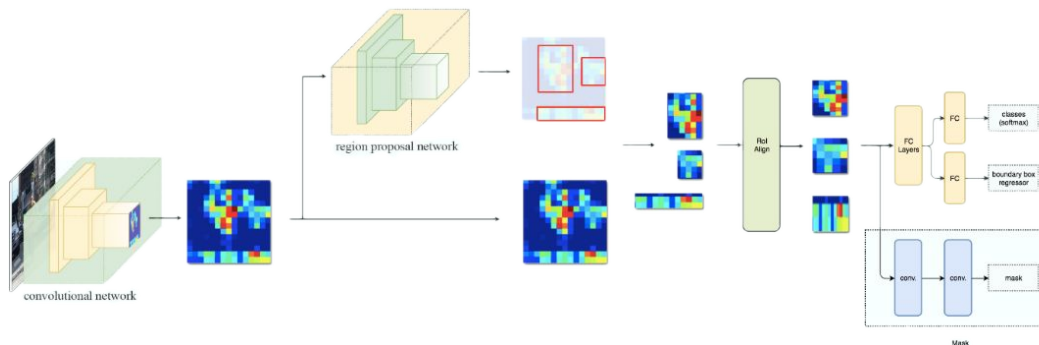 convolutional network
region proposal network
RoI
Align
FC
Layers
FC
classes
(softmax)
FC
boundary box
regressor
conv.
conv.
mask
Mask